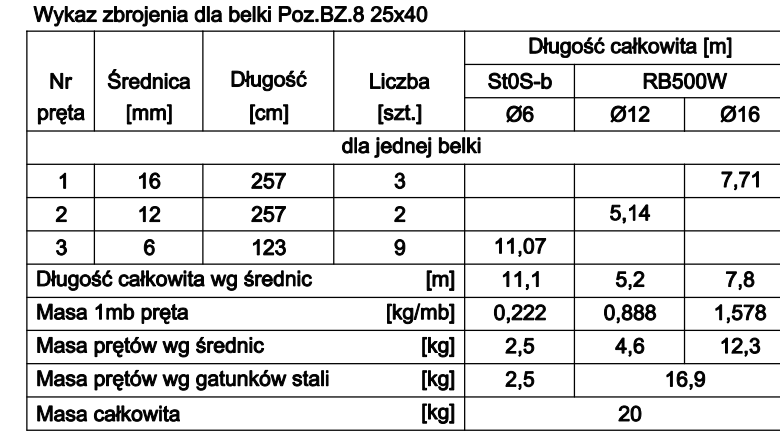 Wykaz zbrojenia dla belki Poz.BZ.8 25x40
Długość całkowita [m]
Nr Średnica Długość Liczba St0S-b RB500W
pręta [mm] [cm] [szt.] Ø6 Ø12 Ø16
dla jednej belki
1 16 257 3 7,71
2 12 257 2 5,14
3 6 123 9 11,07
Długość całkowita wg średnic [m] 11,1 5,2 7,8
Masa 1mb pręta [kg/mb] 0,222 0,888 1,578
Masa prętów wg średnic [kg] 2,5 4,6 12,3
Masa prętów wg gatunków stali [kg] 2,5 16,9
Masa całkowita [kg] 20